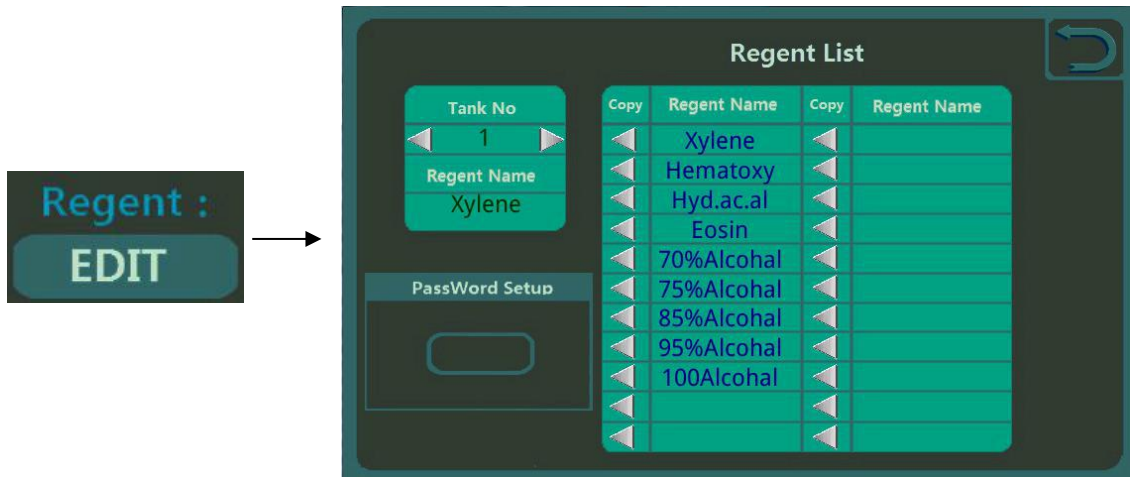 Regent :
EDIT
Regent List
Tank No
1
Regent Name
Xylene
PassWord Setup
Copy Regent Name Copy Regent Name
Xylene
Hematoxy
Hyd.ac.al
Eosin
70%Alcohal
75%Alcohal
85%Alcohal
95%Alcohal
100Alcohal